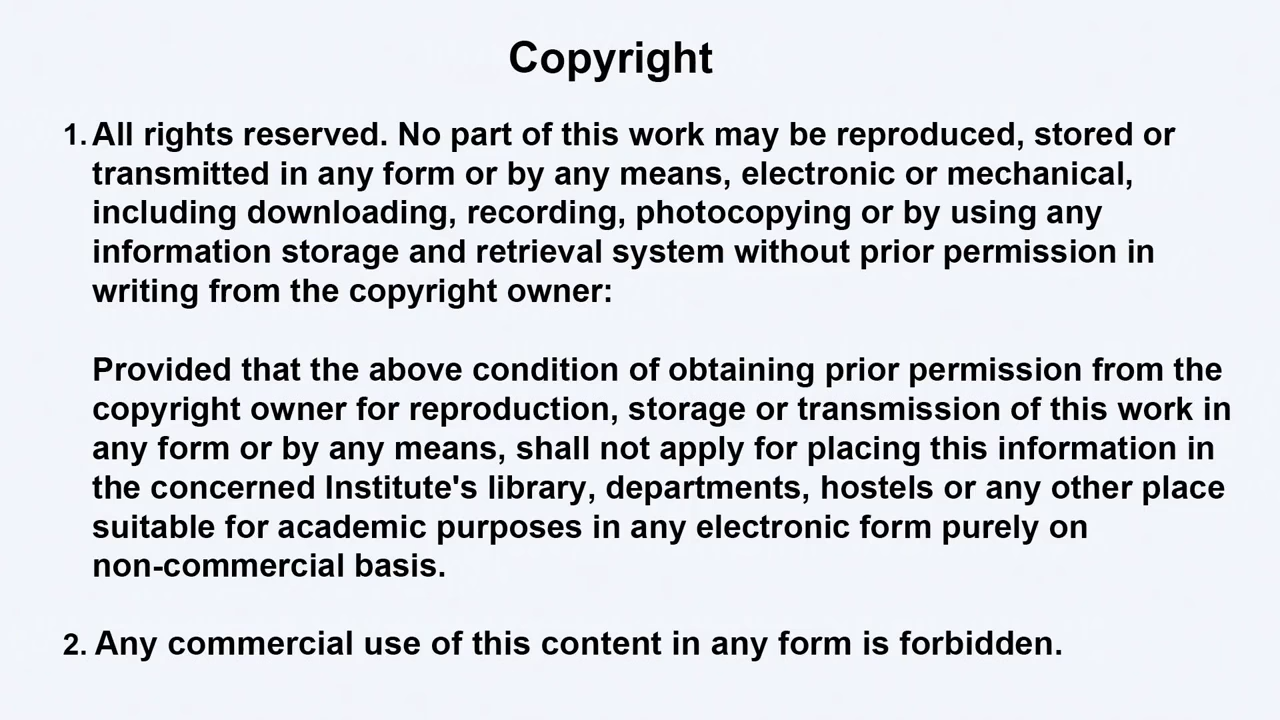 Copyright
1. All rights reserved. No part of this work may be reproduced, stored or
transmitted in any form or by any means, electronic or mechanical,
including downloading, recording, photocopying or by using any
information storage and retrieval system without prior permission in
writing from the copyright owner:
Provided that the above condition of obtaining prior permission from the
copyright owner for reproduction, storage or transmission of this work in
any form or by any means, shall not apply for placing this information in
the concerned Institute's library, departments, hostels or any other place
suitable for academic purposes in any electronic form purely on
non-commercial basis.
2. Any commercial use of this content in any form is forbidden.